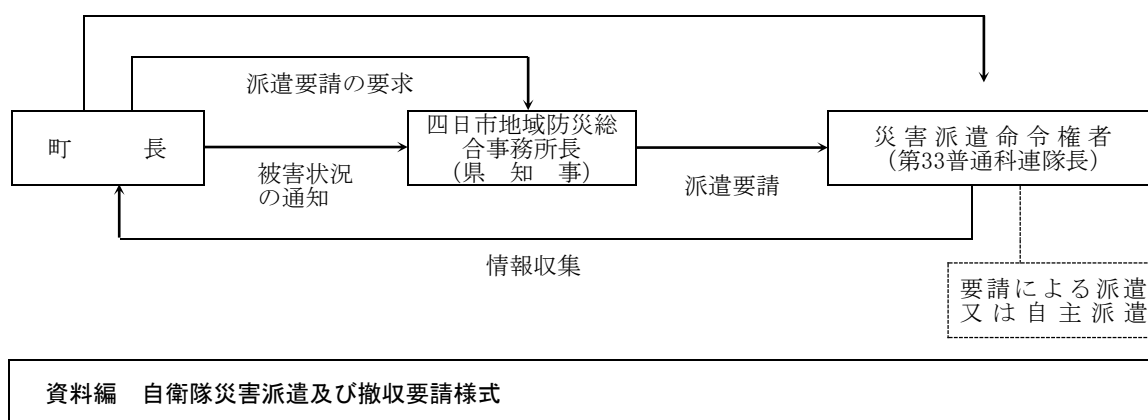 派遣要請の要求
町　　長
四日市地域防災総
合事務所長
（県　知　事）
災害派遣命令権者
（第33普通科連隊長）
被害状況
の通知
派遣要請
情報収集
要請による派遣
又は自主派遣
資料編　自衛隊災害派遣及び撤収要請様式